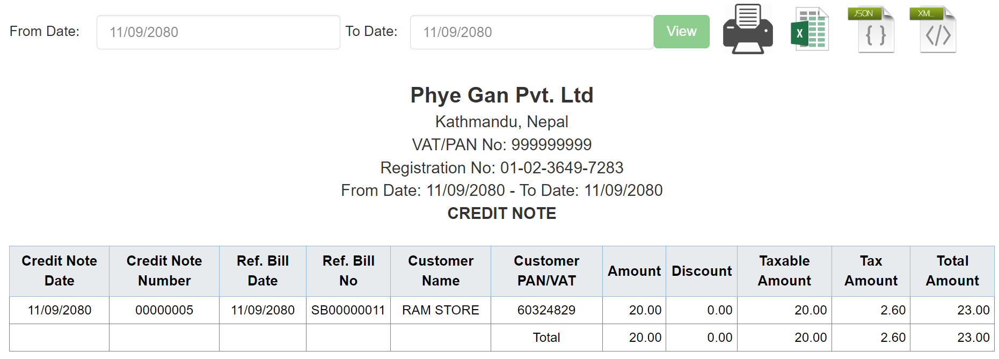 From Date: 11/09/2080 To Date: 11/09/2080 View
JSON { } XML </>
X
Phye Gan Pvt. Ltd
Kathmandu, Nepal
VAT/PAN No: 999999999
Registration No: 01-02-3649-7283
From Date: 11/09/2080 - To Date: 11/09/2080
CREDIT NOTE
Credit Note Date Credit Note Number Ref. Bill Date Ref. Bill No Customer Name Customer PAN/VAT Amount Discount Taxable Amount Tax Amount Total Amount
11/09/2080 00000005 11/09/2080 SB00000011 RAM STORE 60324829 20.00 0.00 20.00 2.60 23.00
Total 20.00 0.00 20.00 2.60 23.00